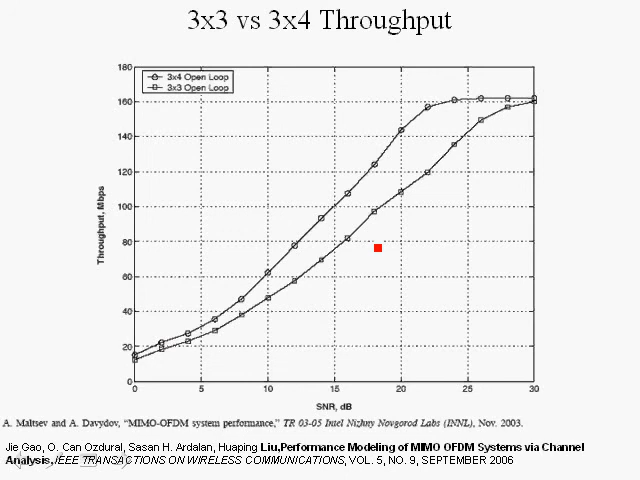 3x3 vs 3x4 Throughput
180
3x4 Open Loop
3x3 Open Loop
160
140
120
100
80
60
40
20
0
Throughput, Mbps
0 5 10 15 20 25 30
SNR, dB
A. Maltsev and A. Davydov, “MIMO-OFDM system performance,” TR 03-05 Intel Nizhny Novgorod Labs (INNL), Nov. 2003.
Jie Gao, O. Can Ozdural, Sasan H. Ardalan, Huaping Liu,Performance Modeling of MIMO OFDM Systems via Channel
Analysis,IEEE TRANSACTIONS ON WIRELESS COMMUNICATIONS, VOL. 5, NO. 9, SEPTEMBER 2006